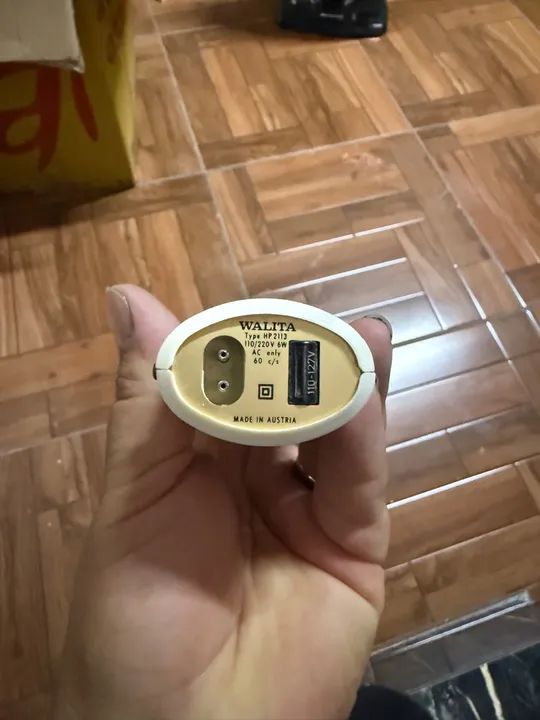 WALITA
Type HP 2113
110/220V 6W
AC only
60 c/s
110-127V
MADE IN AUSTRIA